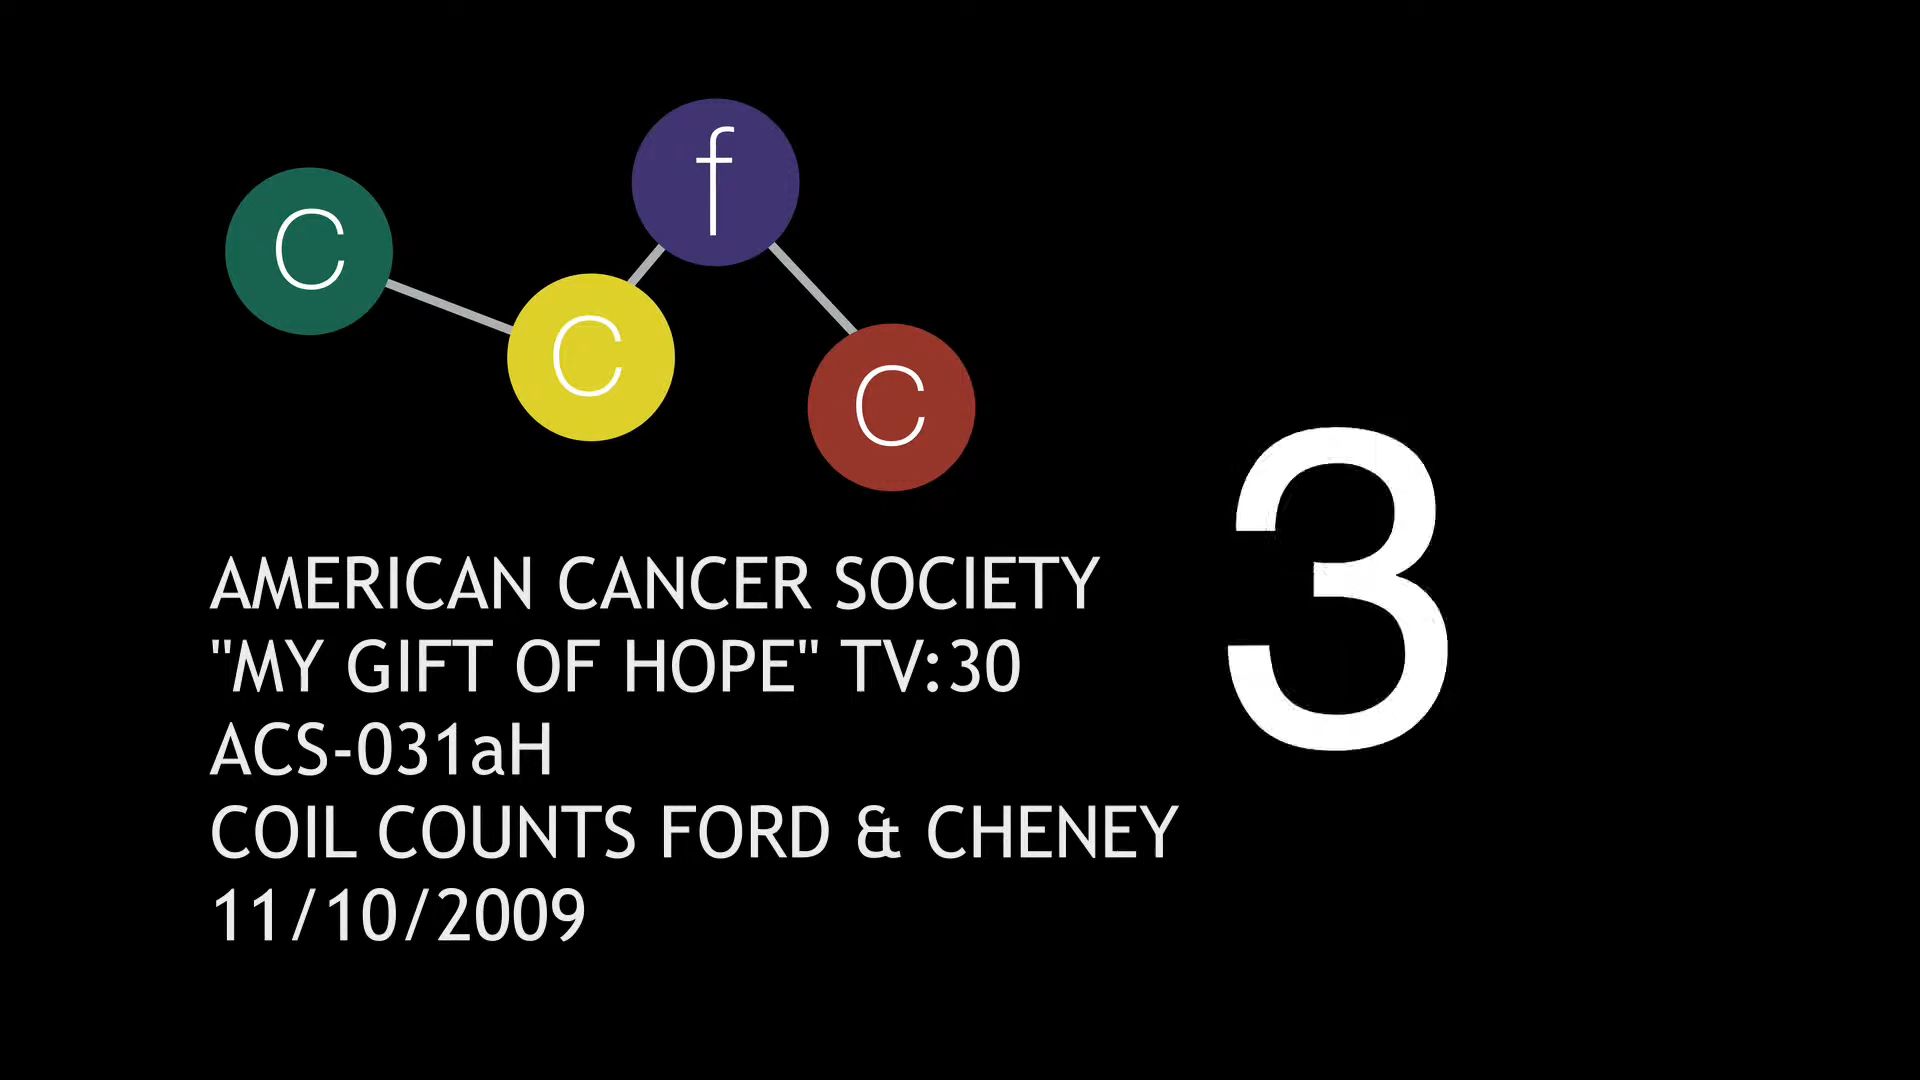 c
c
f
c
3
AMERICAN CANCER SOCIETY
"MY GIFT OF HOPE" TV:30
ACS-031aH
COIL COUNTS FORD & CHENEY
11/10/2009